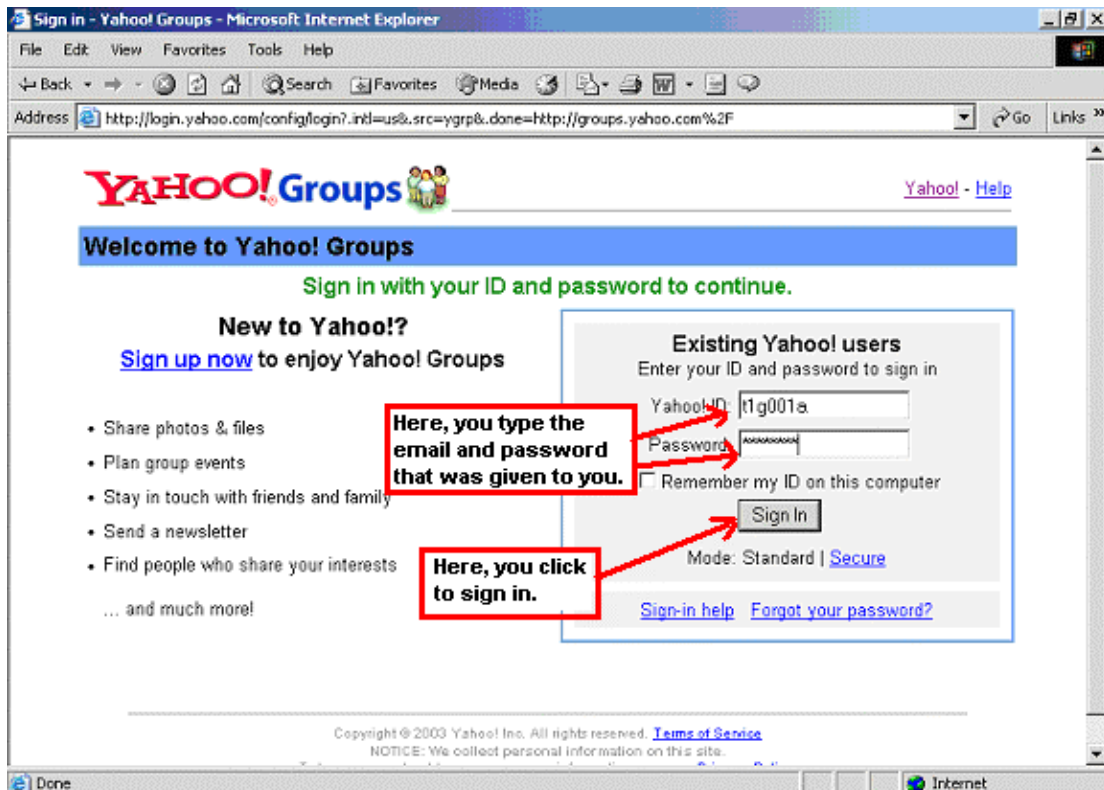 Sign in - Yahoo! Groups - Microsoft Internet Explorer
File Edit View Favorites Tools Help
Back Search Favorites Media
Address http://login.yahoo.com/config/login?.intl=us&.src=ygrp&.done=http://groups.yahoo.com%2F Go Links »
YAHOO! Groups
Yahoo! - Help
Welcome to Yahoo! Groups
Sign in with your ID and password to continue.
New to Yahoo!?
Sign up now to enjoy Yahoo! Groups
• Share photos & files
• Plan group events
• Stay in touch with friends and family
• Send a newsletter
• Find people who share your interests
... and much more!
Here, you type the
email and password
that was given to you.
Here, you click
to sign in.
Existing Yahoo! users
Enter your ID and password to sign in
Yahoo! ID: t1g001a
Password: *********
Remember my ID on this computer
Sign In
Mode: Standard | Secure
Sign-in help Forgot your password?
Copyright © 2003 Yahoo! Inc. All rights reserved. Terms of Service
NOTICE: We collect personal information on this site.
Done Internet